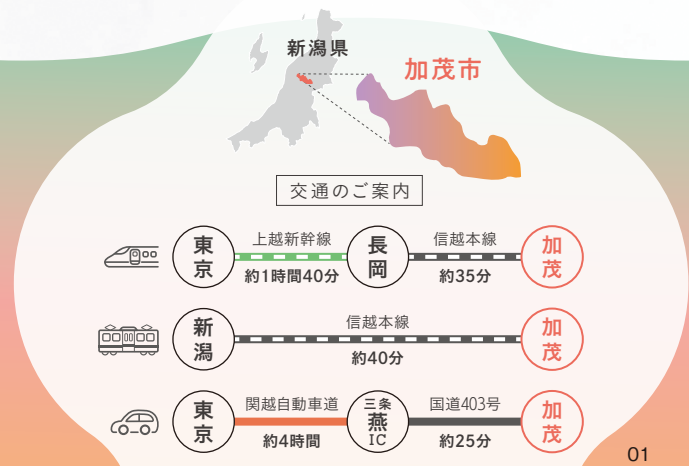 新潟県
加茂市
交通のご案内
東京
上越新幹線
約1時間40分
長岡
信越本線
約35分
加茂
新潟
信越本線
約40分
加茂
東京
関越自動車道
約4時間
三条
燕
IC
国道403号
約25分
加茂
01